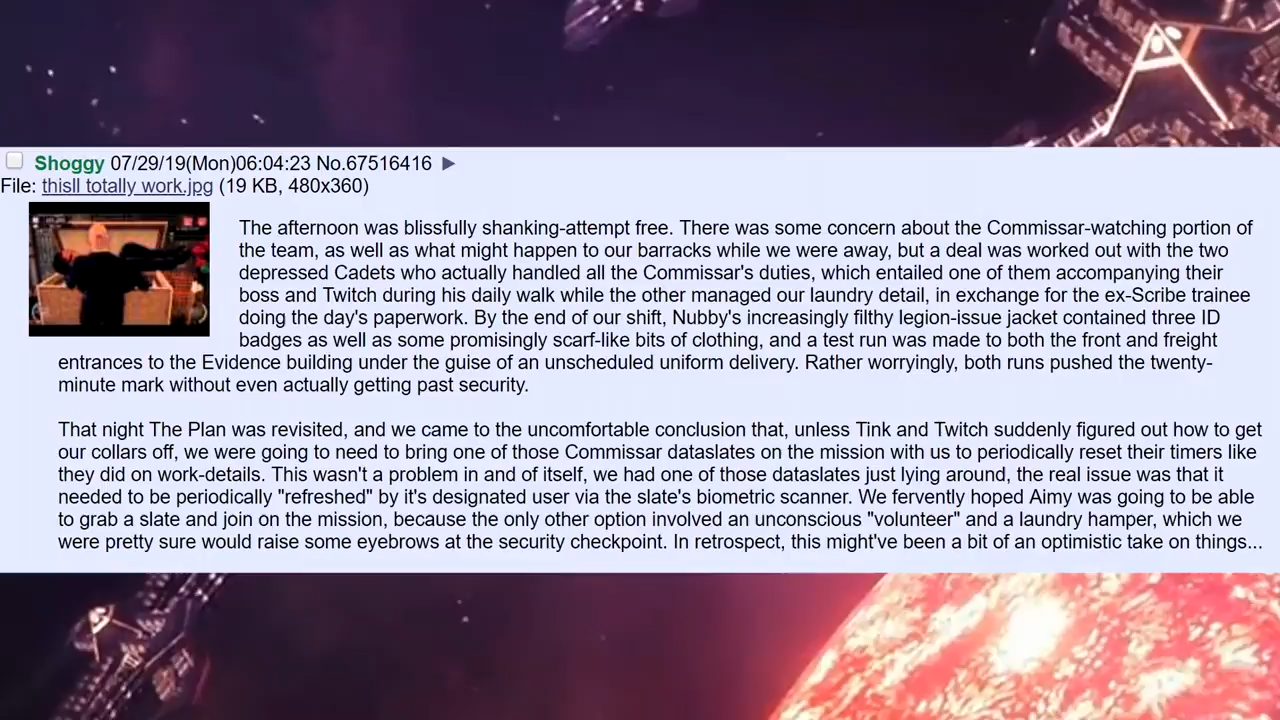 Shoggy 07/29/19(Mon)06:04:23 No.67516416 ▶
File: thisll totally work.jpg (19 KB, 480x360)
The afternoon was blissfully shanking-attempt free. There was some concern about the Commissar-watching portion of
the team, as well as what might happen to our barracks while we were away, but a deal was worked out with the two
depressed Cadets who actually handled all the Commissar's duties, which entailed one of them accompanying their
boss and Twitch during his daily walk while the other managed our laundry detail, in exchange for the ex-Scribe trainee
doing the day's paperwork. By the end of our shift, Nubby's increasingly filthy legion-issue jacket contained three ID
badges as well as some promisingly scarf-like bits of clothing, and a test run was made to both the front and freight
entrances to the Evidence building under the guise of an unscheduled uniform delivery. Rather worryingly, both runs pushed the twenty-
minute mark without even actually getting past security.
That night The Plan was revisited, and we came to the uncomfortable conclusion that, unless Tink and Twitch suddenly figured out how to get
our collars off, we were going to need to bring one of those Commissar dataslates on the mission with us to periodically reset their timers like
they did on work-details. This wasn't a problem in and of itself, we had one of those dataslates just lying around, the real issue was that it
needed to be periodically "refreshed" by it's designated user via the slate's biometric scanner. We fervently hoped Aimy was going to be able
to grab a slate and join on the mission, because the only other option involved an unconscious "volunteer" and a laundry hamper, which we
were pretty sure would raise some eyebrows at the security checkpoint. In retrospect, this might've been a bit of an optimistic take on things...